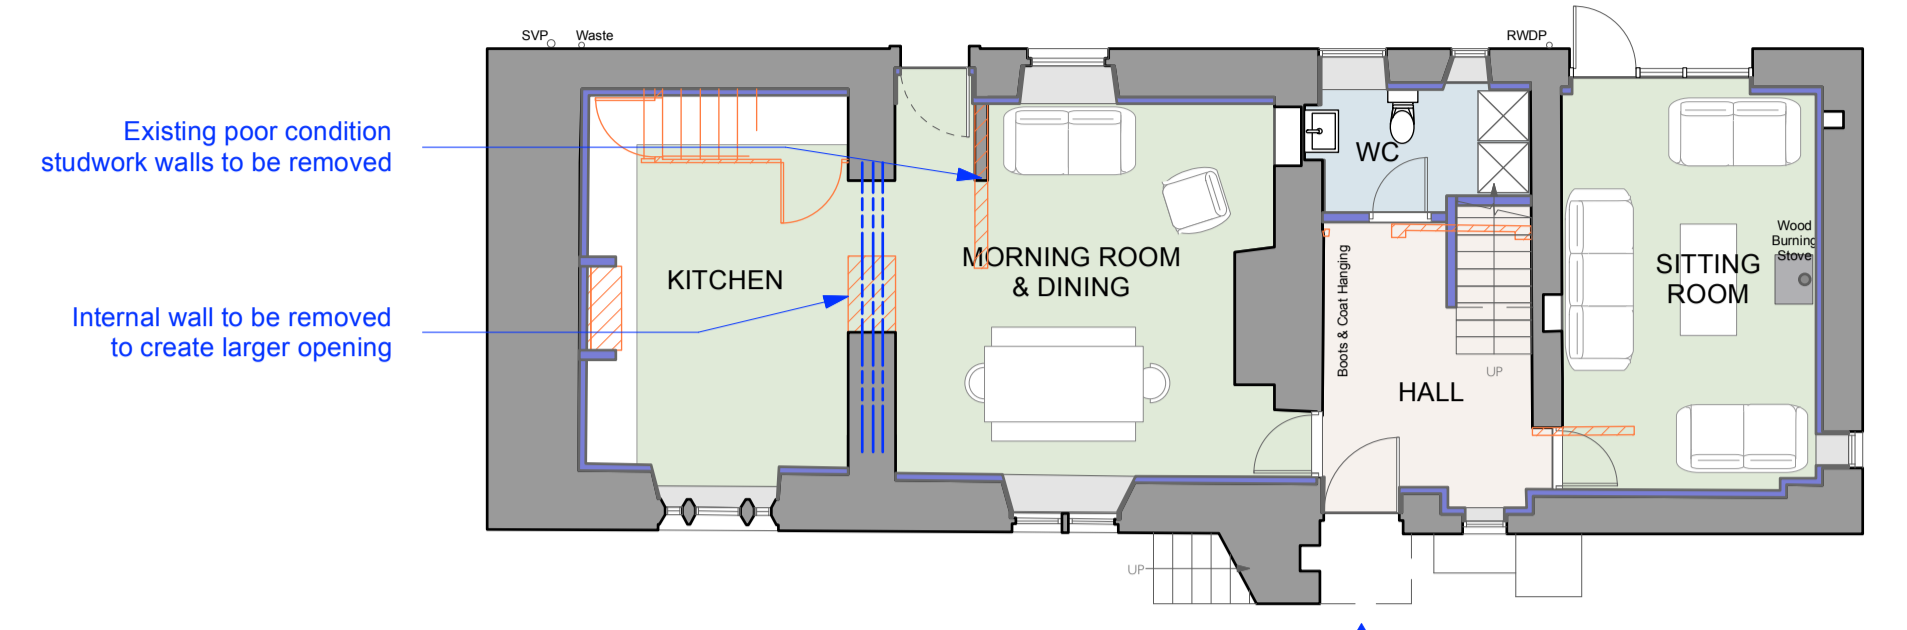 SVP
Waste
RWDP
Existing poor condition
studwork walls to be removed
WC
Wood
Burning
Stove
MORNING ROOM
& DINING
KITCHEN
SITTING
ROOM
Boots & Coat Hanging
Internal wall to be removed
to create larger opening
UP
HALL
UP